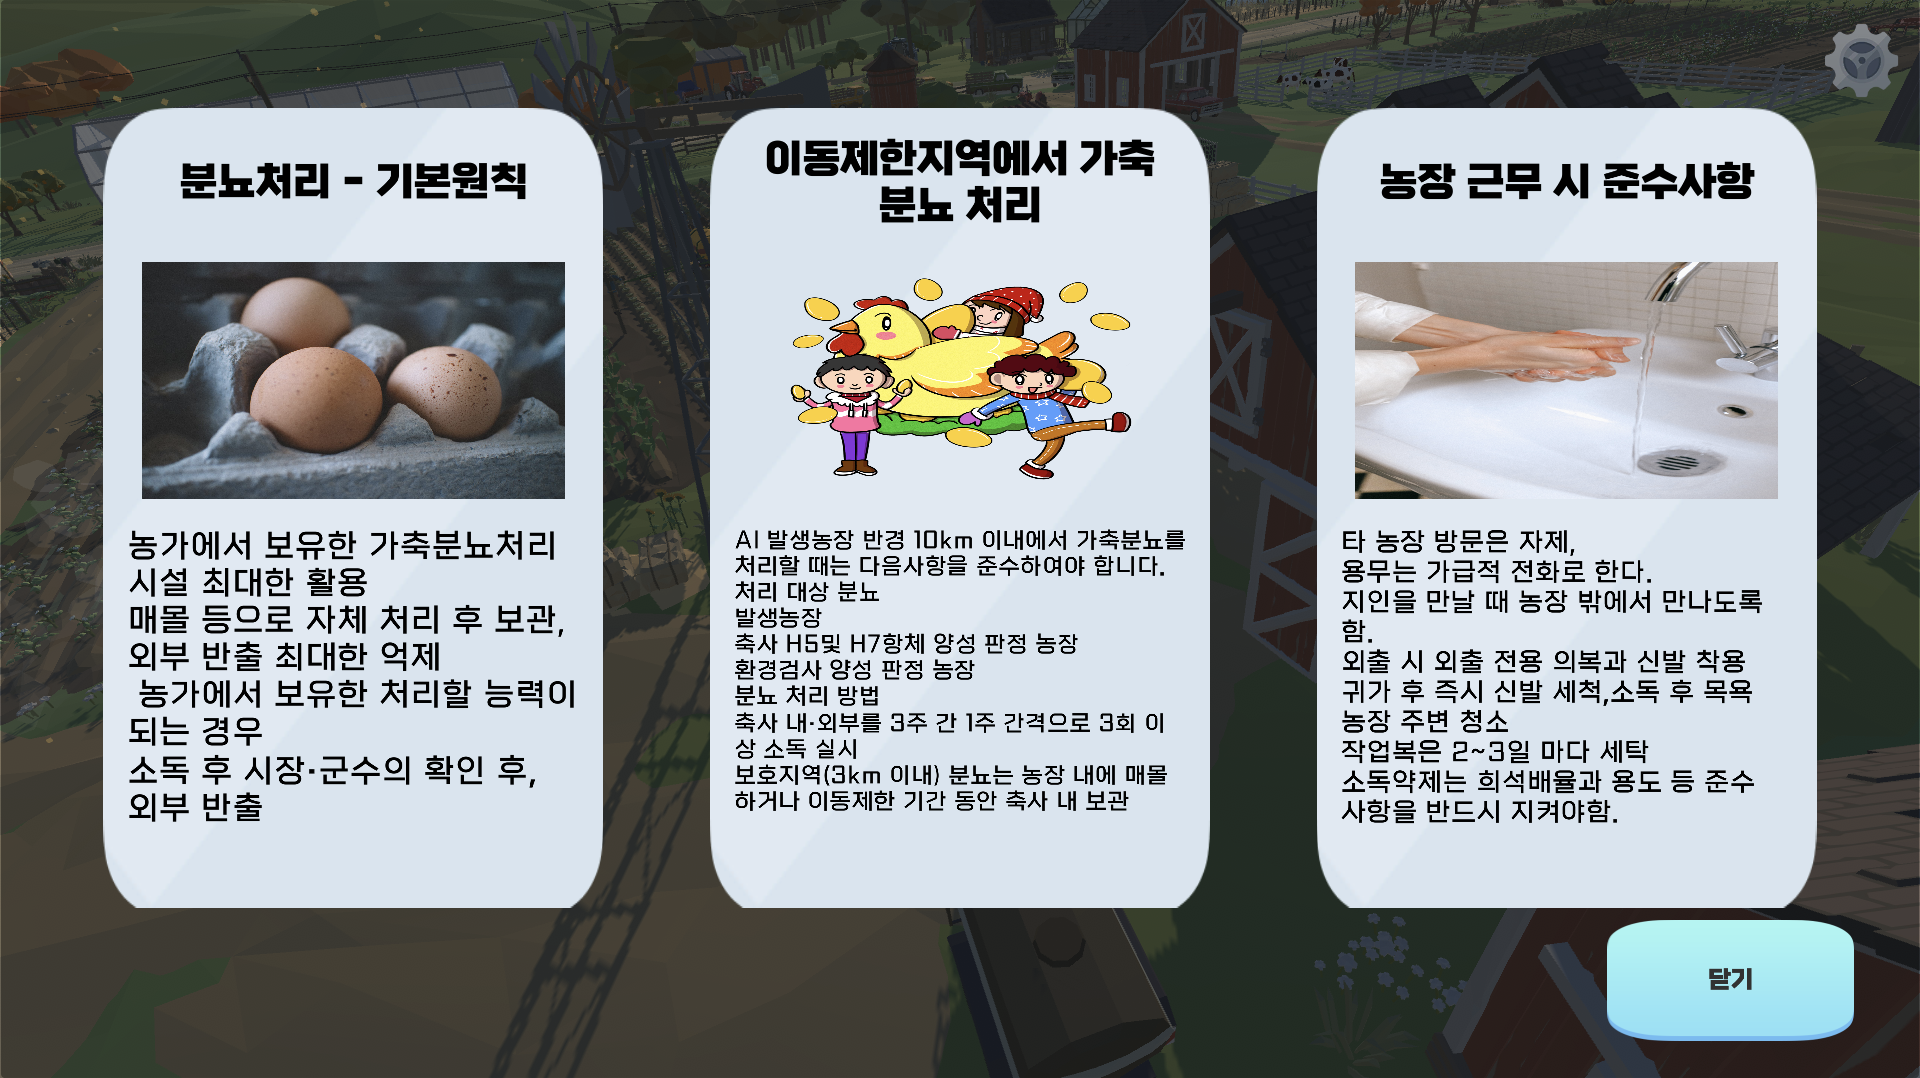 분뇨처리 - 기본원칙
농가에서 보유한 가축분뇨처리
시설 최대한 활용
매몰 등으로 자체 처리 후 보관,
외부 반출 최대한 억제
농가에서 보유한 처리할 능력이
되는 경우
소독 후 시장·군수의 확인 후,
외부 반출
이동제한지역에서 가축
분뇨 처리
AI 발생농장 반경 10km 이내에서 가축분뇨를
처리할 때는 다음사항을 준수하여야 합니다.
처리 대상 분뇨
발생농장
축사 H5및 H7항체 양성 판정 농장
환경검사 양성 판정 농장
분뇨 처리 방법
축사 내·외부를 3주 간 1주 간격으로 3회 이
상 소독 실시
보호지역(3km 이내) 분뇨는 농장 내에 매몰
하거나 이동제한 기간 동안 축사 내 보관
농장 근무 시 준수사항
타 농장 방문은 자제,
용무는 가급적 전화로 한다.
지인을 만날 때 농장 밖에서 만나도록
함.
외출 시 외출 전용 의복과 신발 착용
귀가 후 즉시 신발 세척,소독 후 목욕
농장 주변 청소
작업복은 2~3일 마다 세탁
소독약제는 희석배율과 용도 등 준수
사항을 반드시 지켜야함.
닫기